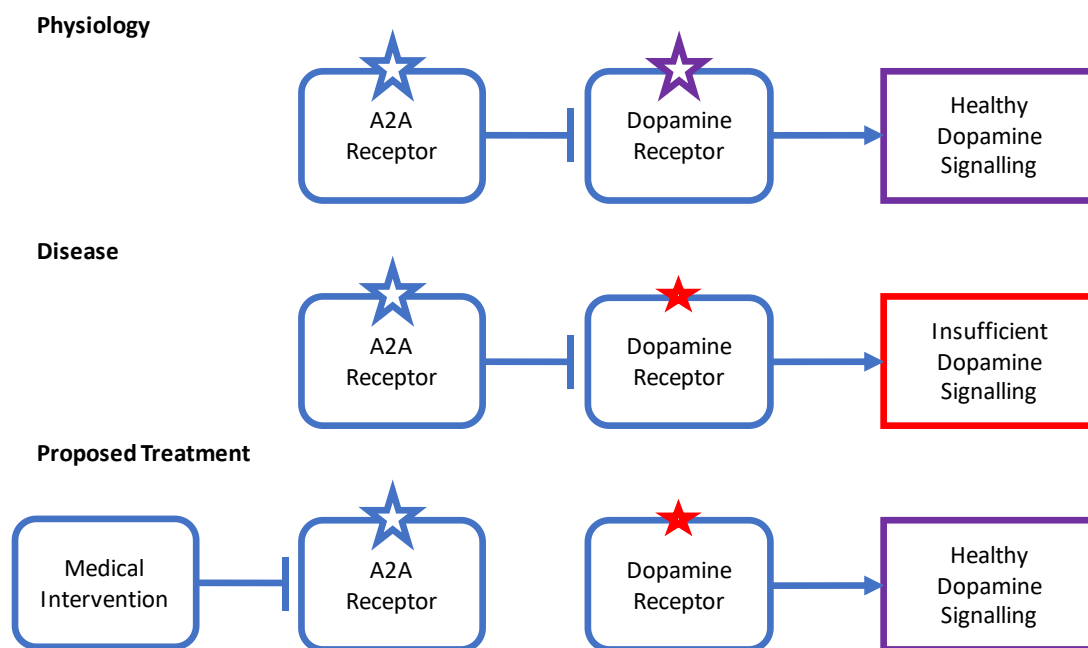 Physiology
A2A
Receptor
Dopamine
Receptor
Healthy
Dopamine
Signalling
Disease
A2A
Receptor
Dopamine
Receptor
Insufficient
Dopamine
Signalling
Proposed Treatment
Medical
Intervention
A2A
Receptor
Dopamine
Receptor
Healthy
Dopamine
Signalling